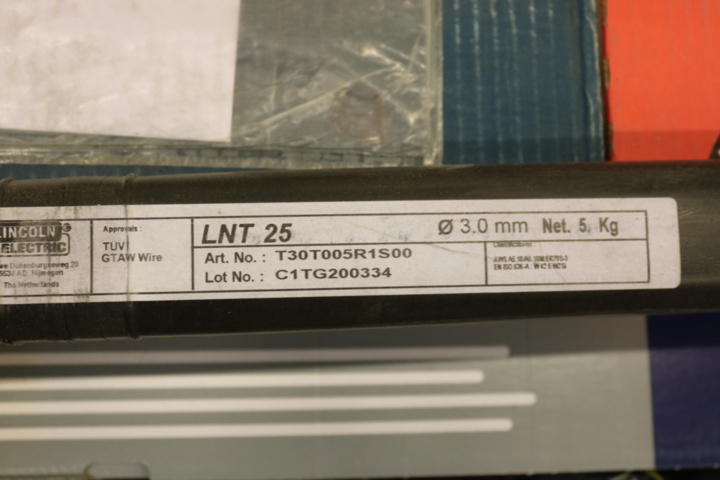 LINCOLN®
ELECTRIC
The Netherlands
Approvals :
TUV
GTAW Wire
LNT 25
Ø 3.0 mm Net. 5, Kg
Art. No. : T30T005R1S00
Lot No. : C1TG200334
Classifications: